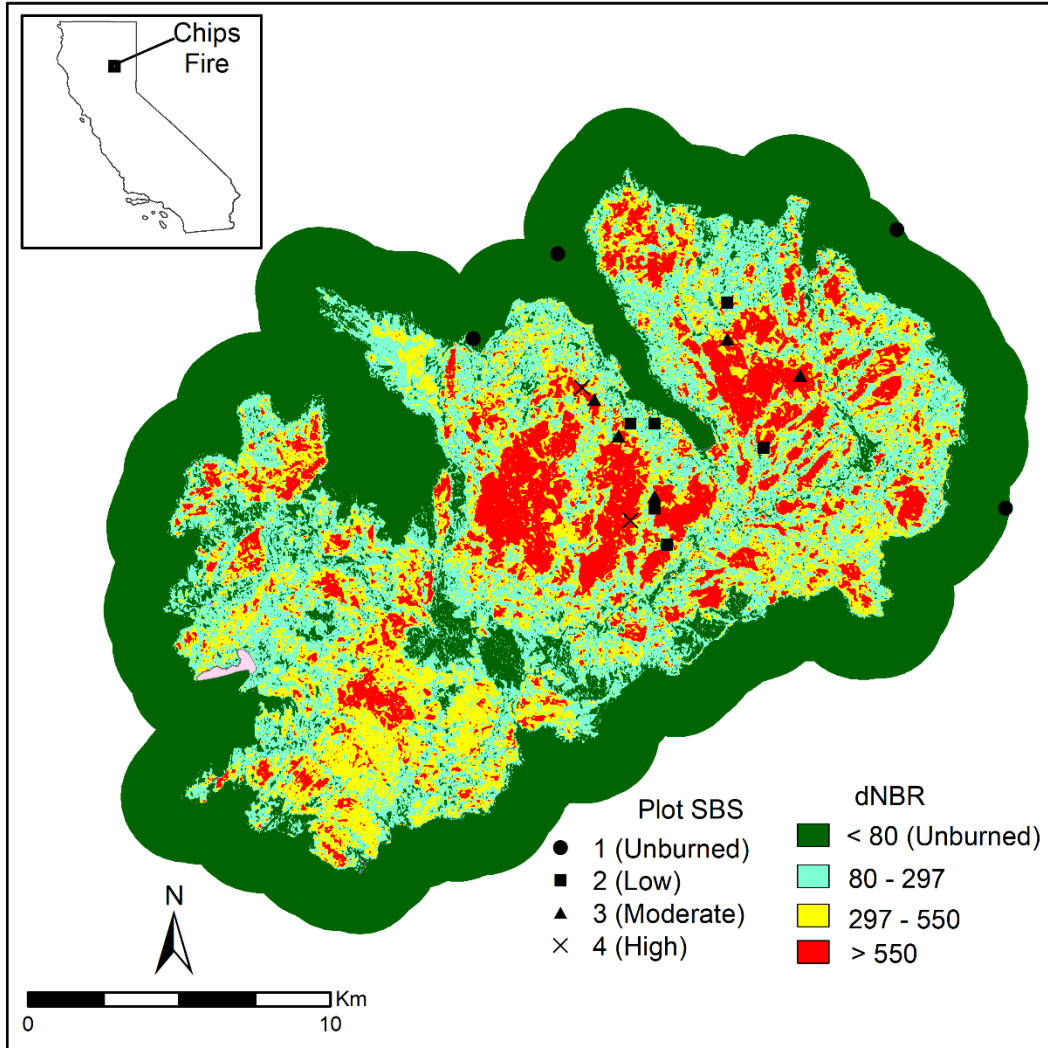 Chips
Fire
Plot SBS
1 (Unburned)
2 (Low)
3 (Moderate)
4 (High)
dNBR
< 80 (Unburned)
80 - 297
297 - 550
> 550
N
Km
0
10